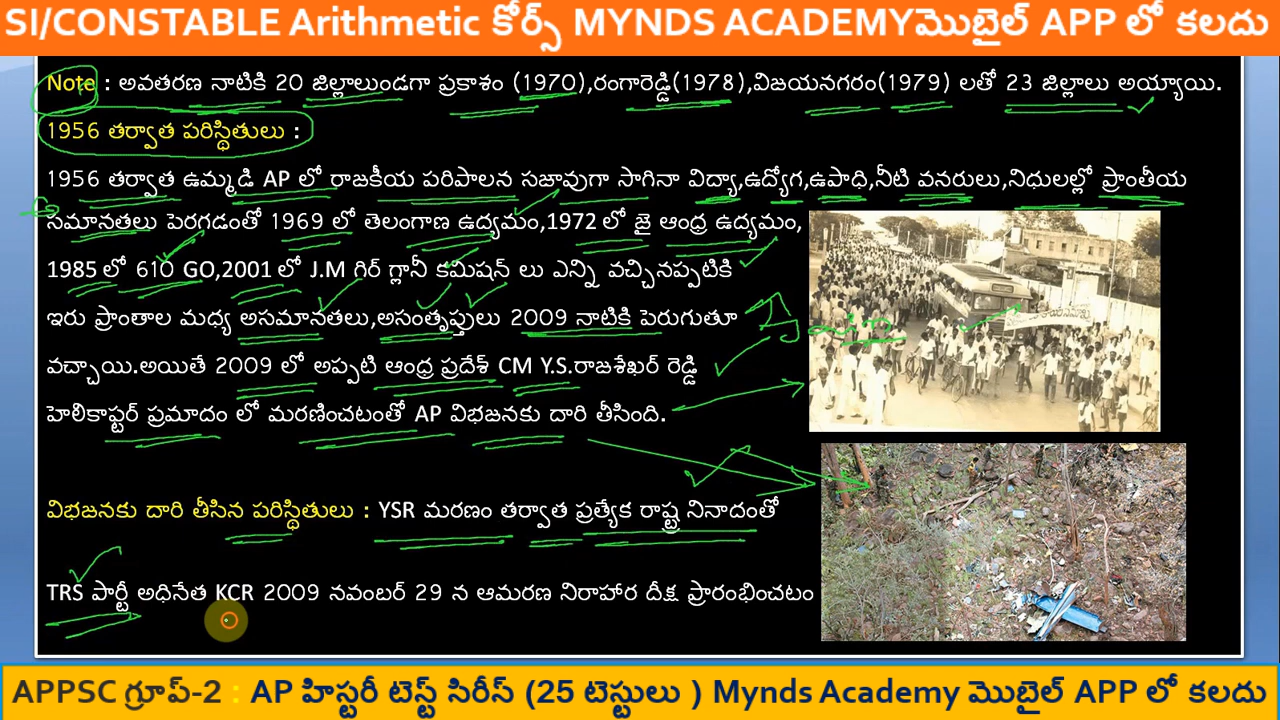 SI/CONSTABLE Arithmetic కోర్స్ MYNDS ACADEMYమొబైల్ APP లో కలదు
Note : అవతరణ నాటికి 20 జిల్లాలుండగా ప్రకాశం (1970),రంగారెడ్డి(1978),విజయనగరం(1979) లతో 23 జిల్లాలు అయ్యాయి.
1956 తర్వాత పరిస్థితులు :
1956 తర్వాత ఉమ్మడి AP లో రాజకీయ పరిపాలన సజావుగా సాగినా విద్యా,ఉద్యోగ,ఉపాధి,నీటి వనరులు,నిధులల్లో ప్రాంతీయ
సమానతలు పెరగడంతో 1969 లో తెలంగాణ ఉద్యమం,1972 లో జై ఆంధ్ర ఉద్యమం,
1985 లో 610 GO,2001 లో J.M గిర్ గ్లానీ కమిషన్ లు ఎన్ని వచ్చినప్పటికి
ఇరు ప్రాంతాల మధ్య అసమానతలు,అసంతృప్తులు 2009 నాటికి పెరుగుతూ
వచ్చాయి.అయితే 2009 లో అప్పటి ఆంధ్ర ప్రదేశ్ CM Y.S.రాజశేఖర్ రెడ్డి
హెలికాప్టర్ ప్రమాదం లో మరణించటంతో AP విభజనకు దారి తీసింది.
విభజనకు దారి తీసిన పరిస్థితులు : YSR మరణం తర్వాత ప్రత్యేక రాష్ట్ర నినాదంతో
TRS పార్టీ అధినేత KCR 2009 నవంబర్ 29 న ఆమరణ నిరాహార దీక్ష ప్రారంభించటం
APPSC గ్రూప్-2 : AP హిస్టరీ టెస్ట్ సిరీస్ (25 టెస్టులు ) Mynds Academy మొబైల్ APP లో కలదు